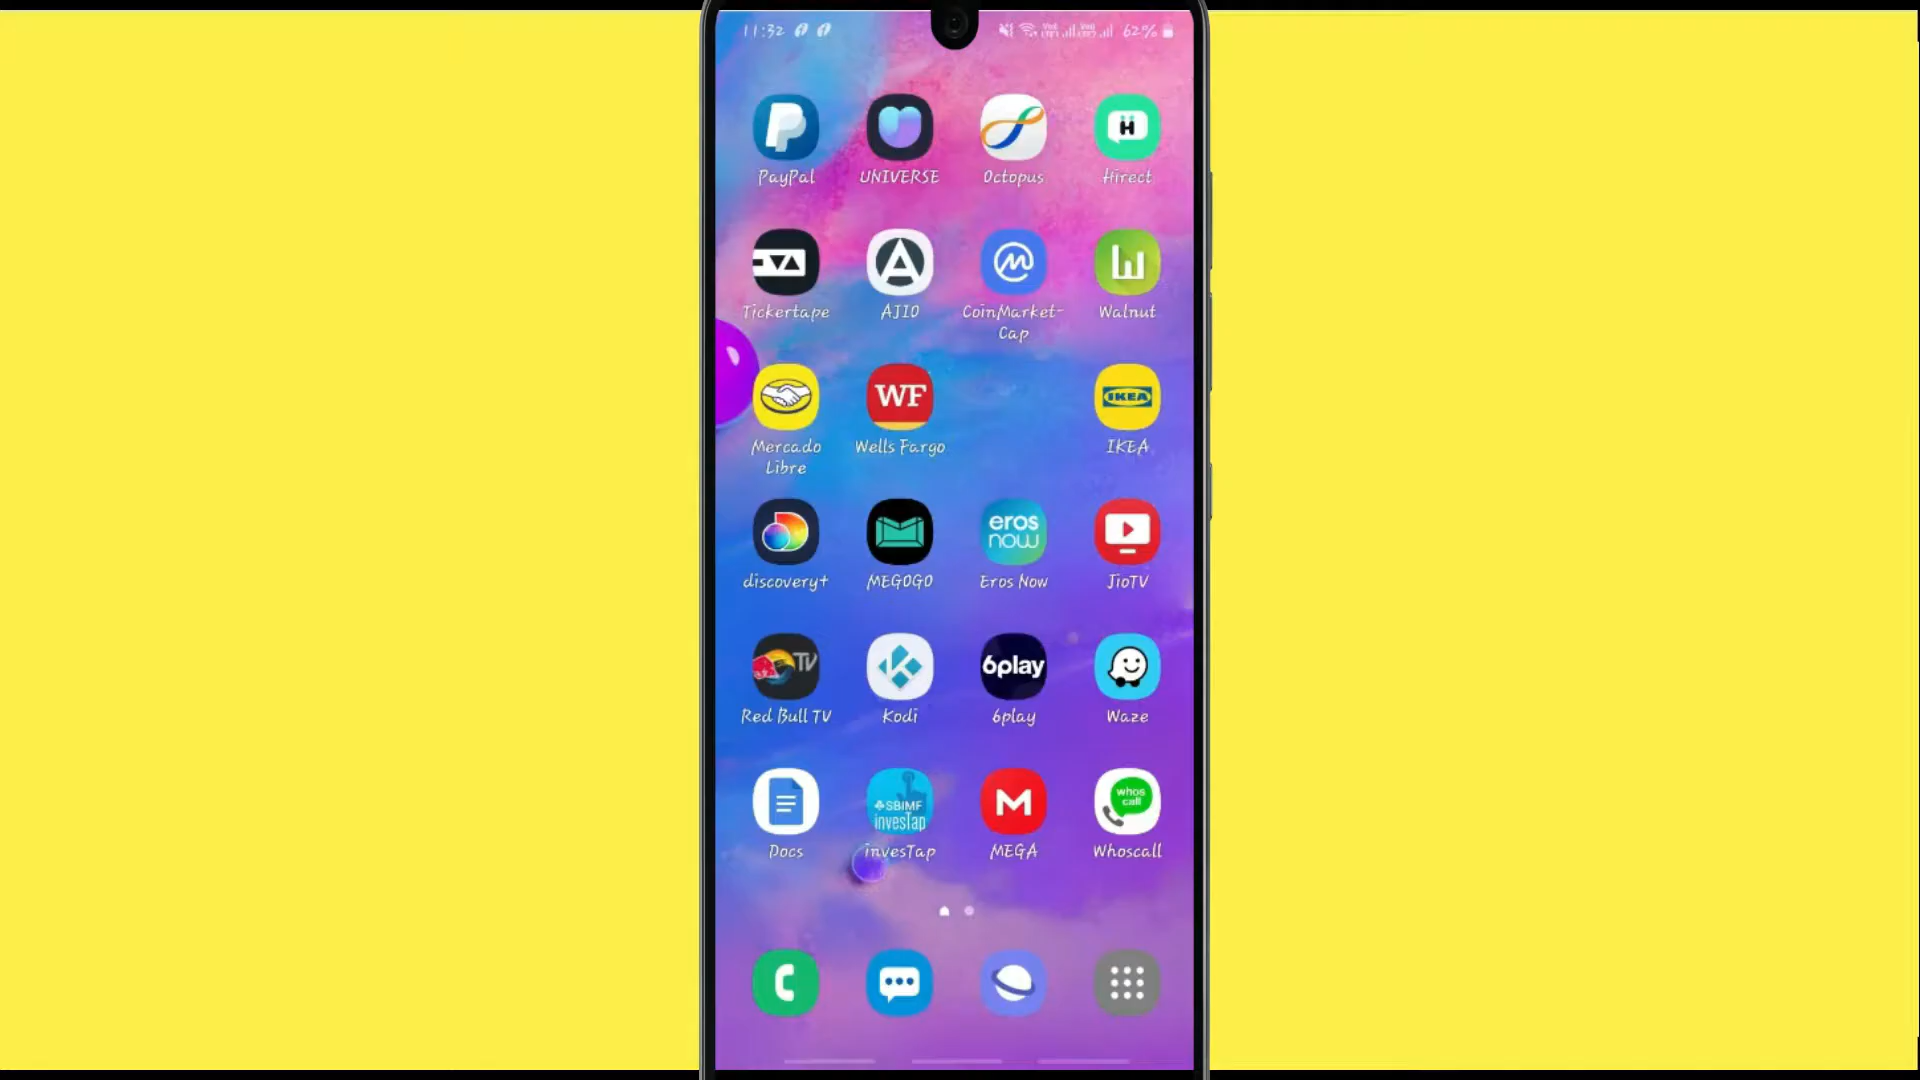 11:32
62%
PayPal
UNIVERSE
Octopus
H
Hirect
Tickertape
AJIO
CoinMarket-
Cap
Walnut
WF
IKEA
Mercado
Libre
Wells Fargo
IKEA
eros
now
discovery+
MEGOGO
Eros Now
JioTV
TV
6play
Red Bull TV
Kodi
6play
Waze
SBIMF
invesTap
whos
call
Docs
invesTap
MEGA
Whoscall